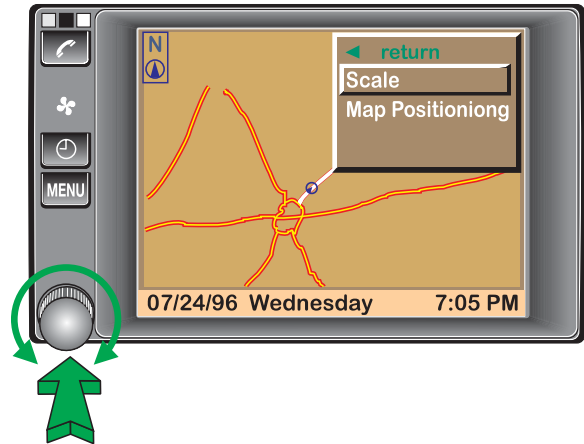 N
◄ return
Scale
Map Positioniong
MENU
07/24/96 Wednesday 7:05 PM